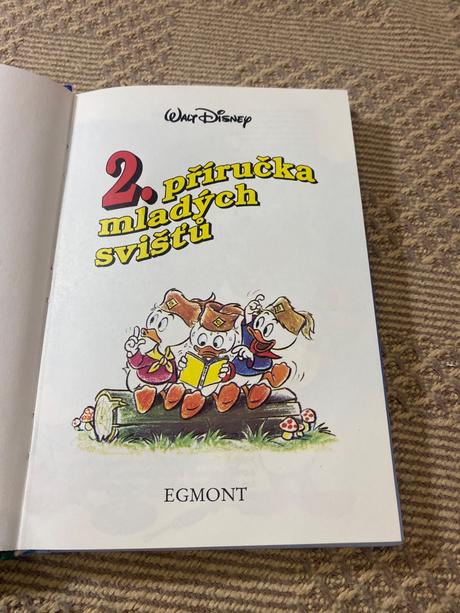 Walt Disney
2. příručka
mladých
svišťů
EGMONT